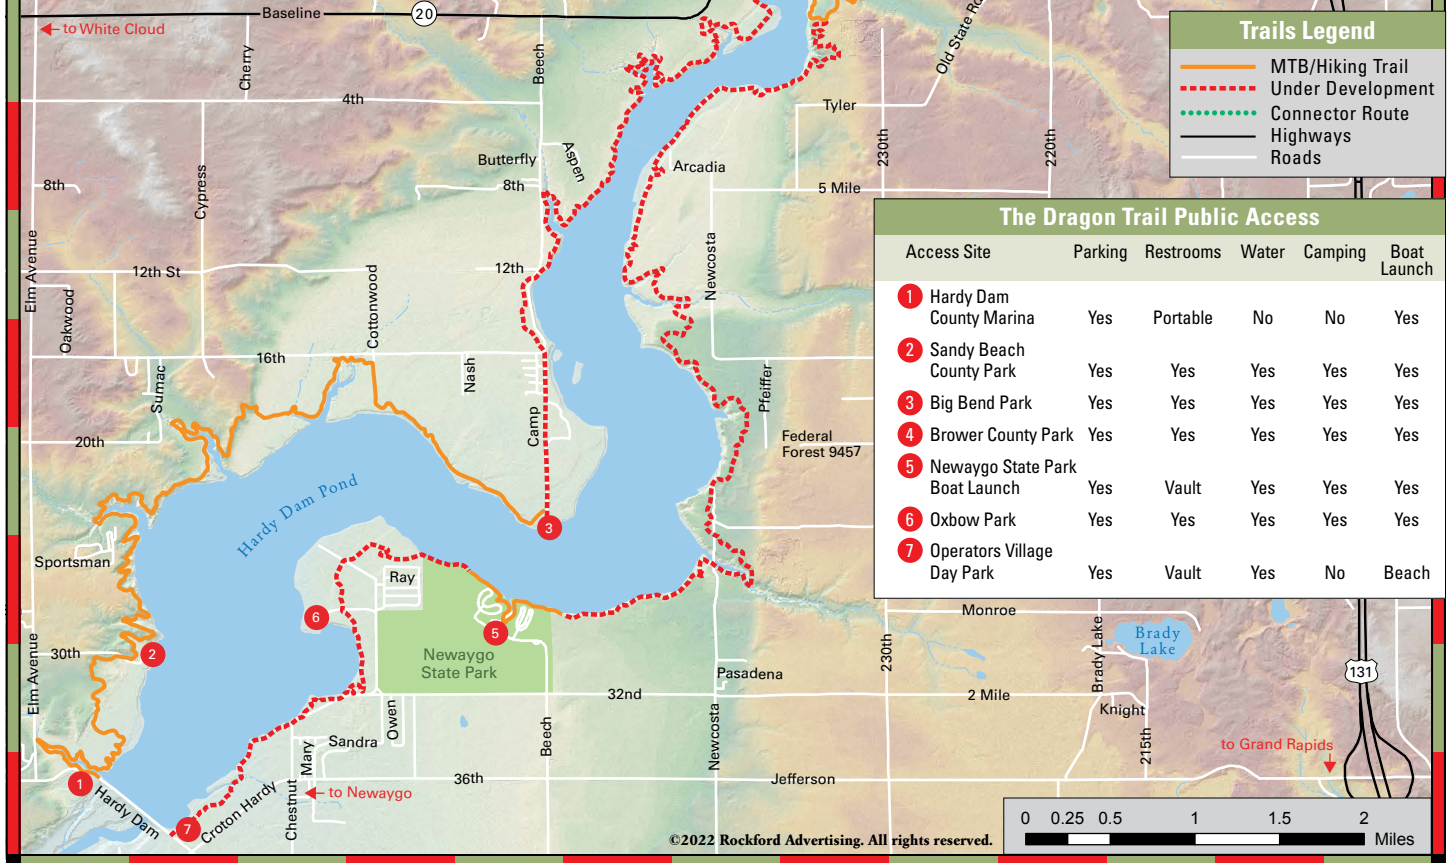 Baseline
20
to White Cloud
Cherry
Beech
4th
Old State Ro
Tyler
230th
220th
Butterfly
Aspen
Arcadia
8th
8th
5 Mile
Cypress
Elm Avenue
12th St
12th
Newcosta
Oakwood
Cottonwood
16th
Nash
Sumac
Pfeiffer
Camp
20th
Federal
Forest 9457
Hardy Dam Pond
3
Sportsman
Ray
6
5
Newaygo
State Park
Monroe
Brady Lake
Brady
Lake
230th
Elm Avenue
30th
2
Pasadena
32nd
2 Mile
131
Knight
Owen
Sandra
Mary
Beech
Newcosta
215th
to Grand Rapids
36th
Jefferson
1
Hardy Dam
7
Croton Hardy
Chestnut
to Newaygo
Trails Legend
MTB/Hiking Trail
Under Development
Connector Route
Highways
Roads
The Dragon Trail Public Access
Access Site Parking Restrooms Water Camping Boat
Launch
1 Hardy Dam
County Marina Yes Portable No No Yes
2 Sandy Beach
County Park Yes Yes Yes Yes Yes
3 Big Bend Park Yes Yes Yes Yes Yes
4 Brower County Park Yes Yes Yes Yes Yes
5 Newaygo State Park
Boat Launch Yes Vault Yes Yes Yes
6 Oxbow Park Yes Yes Yes Yes Yes
7 Operators Village
Day Park Yes Vault Yes No Beach
0 0.25 0.5 1 1.5 2
Miles
©2022 Rockford Advertising. All rights reserved.